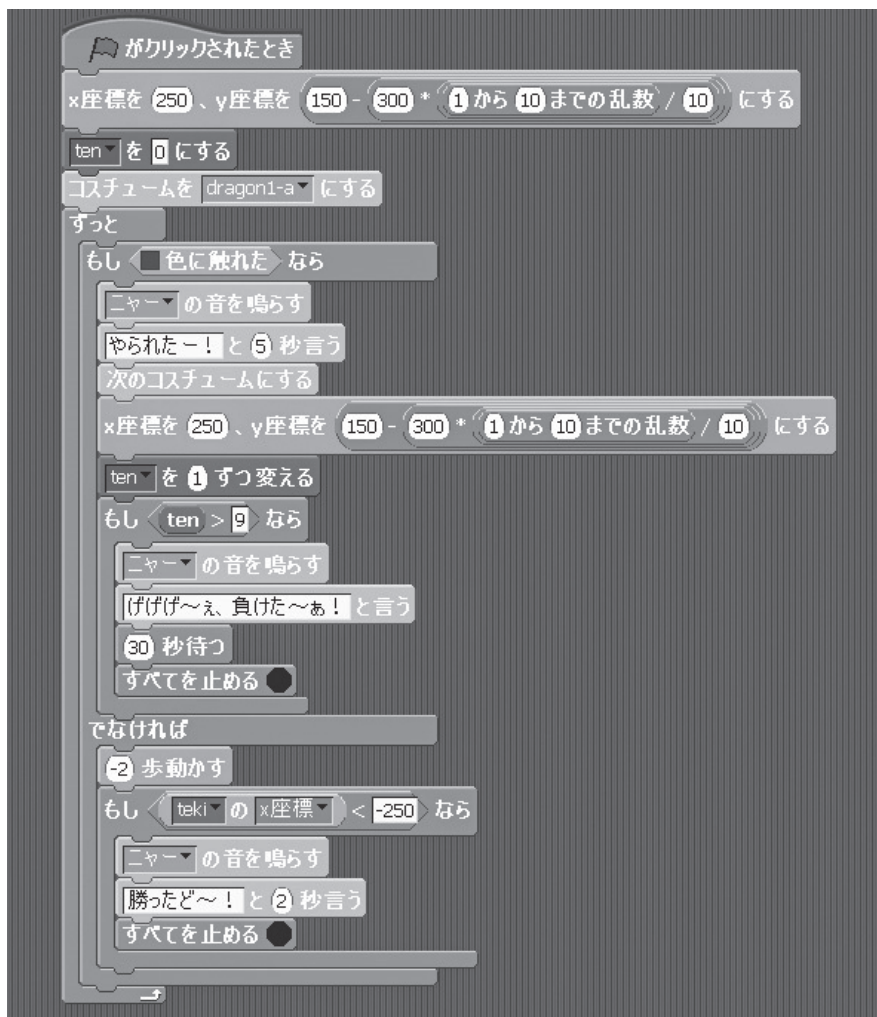 がクリックされたとき
x座標を 250 、y座標を 150 - 300 * 1 から 10 までの乱数 / 10 にする
ten を 0 にする
コスチュームを dragon1-a にする
ずっと
もし 色に触れた なら
ニャー の音を鳴らす
やられたー! と 5 秒言う
次のコスチュームにする
x座標を 250 、y座標を 150 - 300 * 1 から 10 までの乱数 / 10 にする
ten を 1 ずつ変える
もし ten > 9 なら
ニャー の音を鳴らす
げげげ～ぇ、負けた～ぁ! と言う
30 秒待つ
すべてを止める
でなければ
-2 歩動かす
もし teki の x座標 < -250 なら
ニャー の音を鳴らす
勝ったど～! と 2 秒言う
すべてを止める